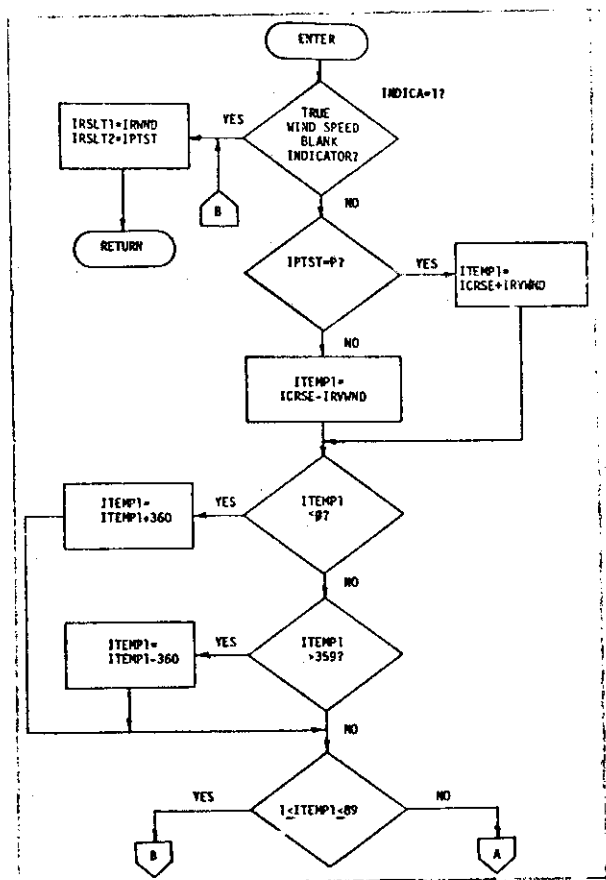 ENTER
INDICA=1?
TRUE
WIND SPEED
BLANK
INDICATOR?
YES
IRSLT1=IRWND
IRSLT2=IPTST
B
RETURN
NO
IPTST=P?
YES
ITEMP1=
ICRSE+IRVWND
NO
ITEMP1=
ICRSE-IRVWND
ITEMP1
<0?
YES
ITEMP1=
ITEMP1+360
NO
ITEMP1
>359?
YES
ITEMP1=
ITEMP1-360
NO
1≤ITEMP1≤89
YES
NO
B
A